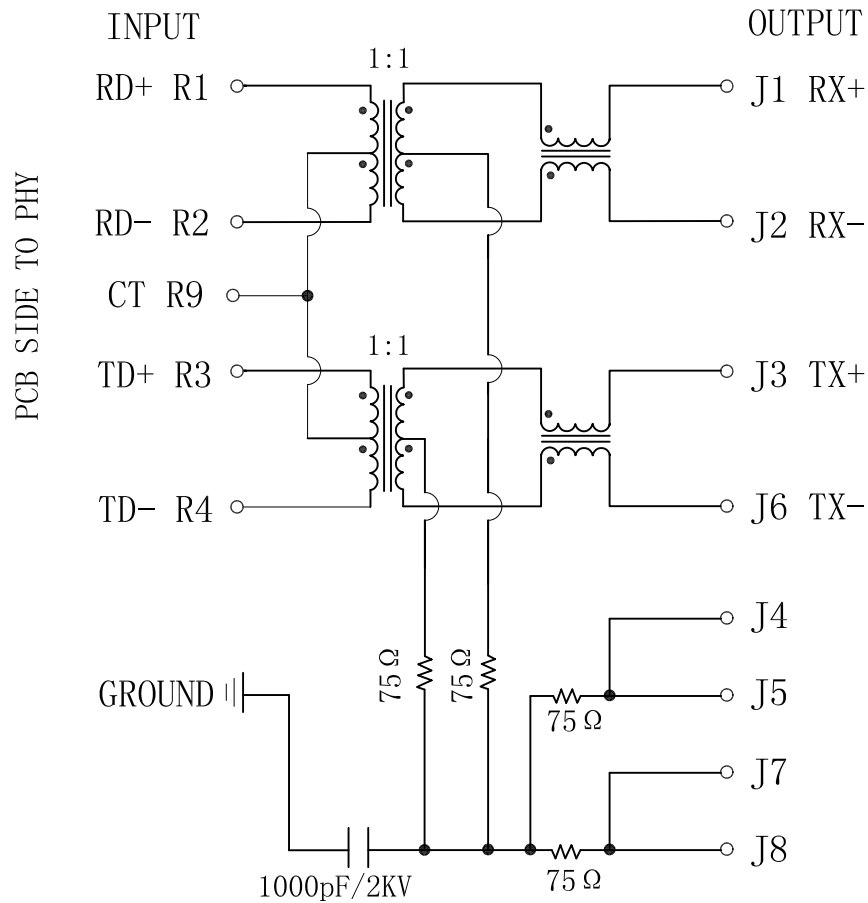 INPUT
OUTPUT
1:1
RD+ R1
J1 RX+
RD- R2
J2 RX-
PCB SIDE TO PHY
CT R9
1:1
TD+ R3
J3 TX+
TD- R4
J6 TX-
J4
75Ω
75Ω
GROUND
J5
75Ω
J7
J8
1000pF/2KV
75Ω